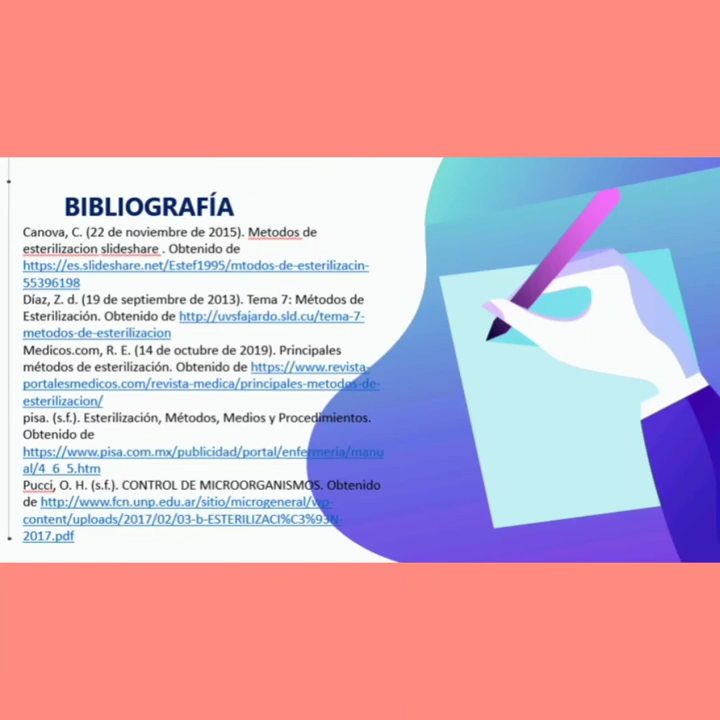 BIBLIOGRAFÍA
Canova, C. (22 de noviembre de 2015). Metodos de
esterilizacion slideshare . Obtenido de
https://es.slideshare.net/Estef1995/mtodos-de-esterilizacin-
55396198
Díaz, Z. d. (19 de septiembre de 2013). Tema 7: Métodos de
Esterilización. Obtenido de http://uvsfajardo.sld.cu/tema-7-
metodos-de-esterilizacion
Medicos.com, R. E. (14 de octubre de 2019). Principales
métodos de esterilización. Obtenido de https://www.revista-
portalesmedicos.com/revista-medica/principales-metodos-de-
esterilizacion/
pisa. (s.f.). Esterilización, Métodos, Medios y Procedimientos.
Obtenido de
https://www.pisa.com.mx/publicidad/portal/enfermeria/manu
al/4_6_5.htm
Pucci, O. H. (s.f.). CONTROL DE MICROORGANISMOS. Obtenido
de http://www.fcn.unp.edu.ar/sitio/microgeneral/wp-
content/uploads/2017/02/03-b-ESTERILIZACI%C3%93N-
2017.pdf